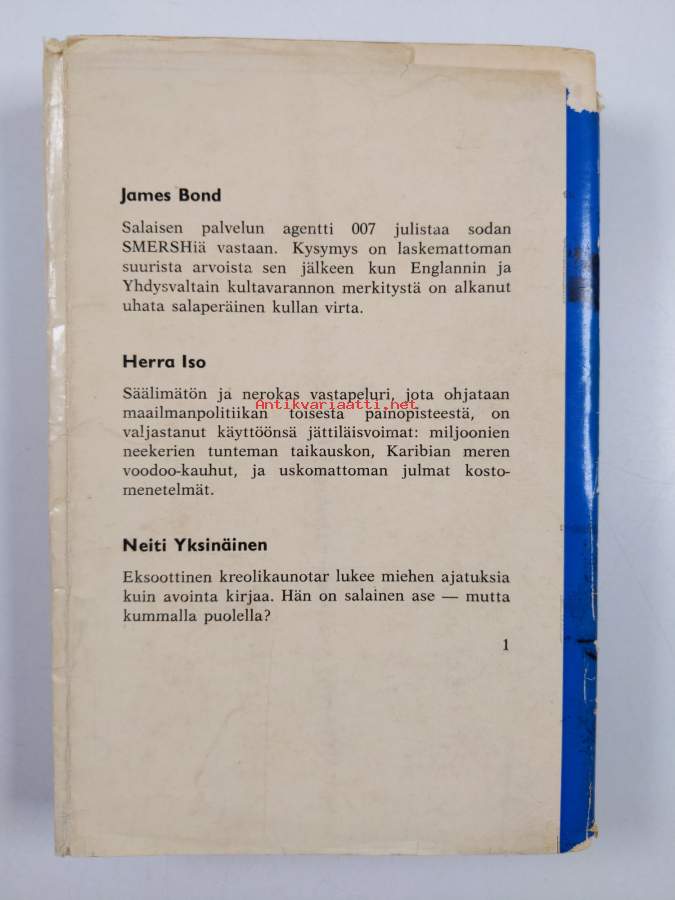 James Bond
Salaisen palvelun agentti 007 julistaa sodan
SMERSHiä vastaan. Kysymys on laskemattoman
suurista arvoista sen jälkeen kun Englannin ja
Yhdysvaltain kultavarannon merkitystä on alkanut
uhata salaperäinen kullan virta.
Herra Iso
Säälimätön ja nerokas vastapeluri, jota ohjataan
maailmanpolitiikan toisesta painopisteestä, on
Antikvariaatti.net
valjastanut käyttöönsä jättiläisvoimat: miljoonien
neekerien tunteman taikauskon, Karibian meren
voodoo-kauhut, ja uskomattoman julmat kosto-
menetelmät.
Neiti Yksinäinen
Eksoottinen kreolikaunotar lukee miehen ajatuksia
kuin avointa kirjaa. Hän on salainen ase — mutta
kummalla puolella?
1